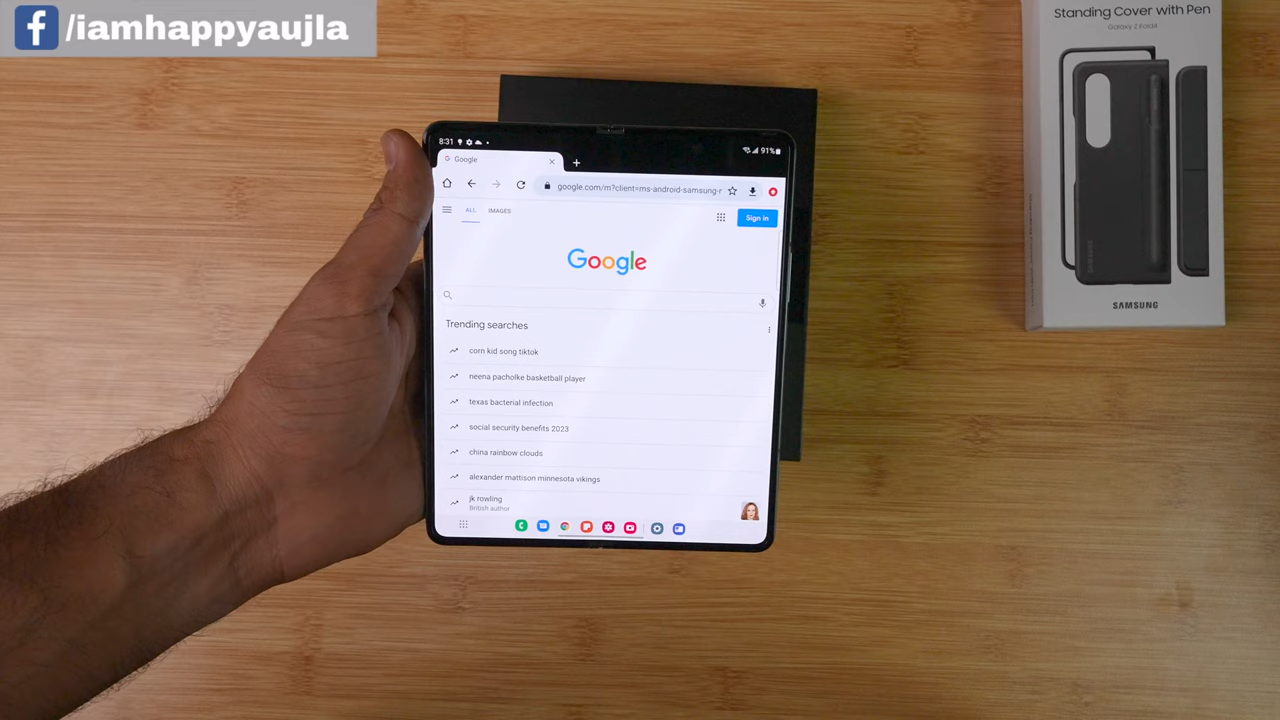 /iamhappyaujla
Standing Cover with Pen
Galaxy Z Fold4
SAMSUNG
8:31
91%
Google
google.com/m?client=ms-android-samsung-r
ALL IMAGES
Sign in
Google
Trending searches
corn kid song tiktok
neena pacholke basketball player
texas bacterial infection
social security benefits 2023
china rainbow clouds
alexander mattison minnesota vikings
jk rowling
British author
SAMSUNG